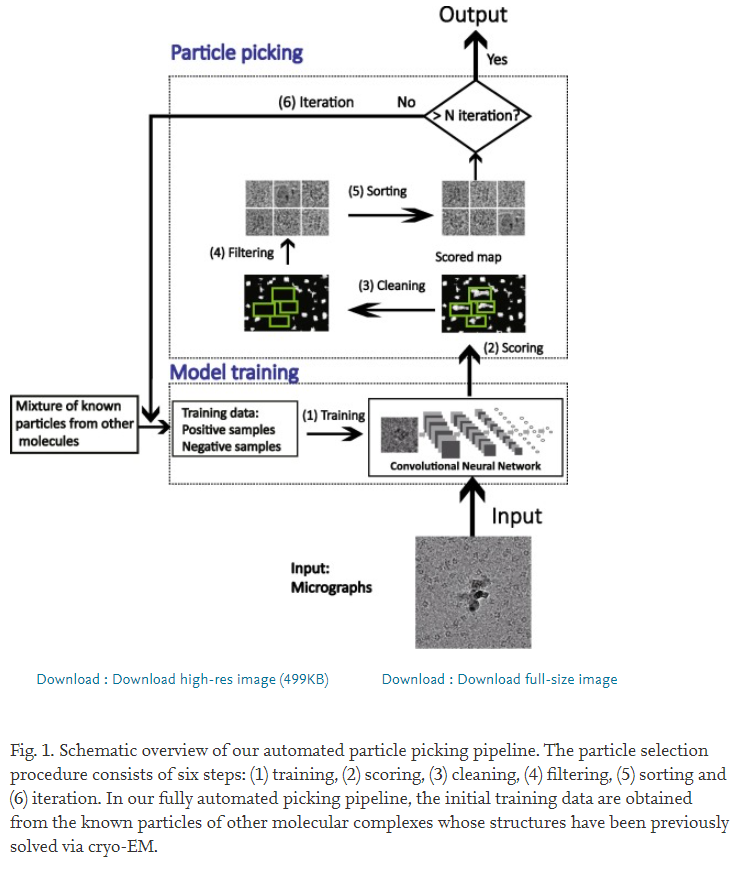 Output
Particle picking
Yes
(6) Iteration
No
> N iteration?
(5) Sorting
(4) Filtering
Scored map
(3) Cleaning
(2) Scoring
Model training
Mixture of known
particles from other
molecules
Training data:
Positive samples
Negative samples
(1) Training
Convolutional Neural Network
Input
Input:
Micrographs
Download : Download high-res image (499KB)
Download : Download full-size image
Fig. 1. Schematic overview of our automated particle picking pipeline. The particle selection
procedure consists of six steps: (1) training, (2) scoring, (3) cleaning, (4) filtering, (5) sorting and
(6) iteration. In our fully automated picking pipeline, the initial training data are obtained
from the known particles of other molecular complexes whose structures have been previously
solved via cryo-EM.